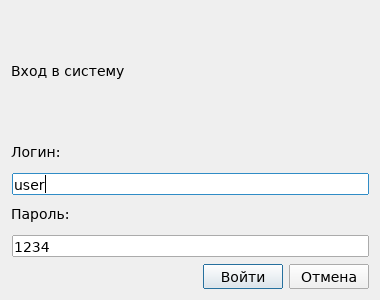 Вход в систему
Логин:
user
Пароль:
1234
Войти
Отмена